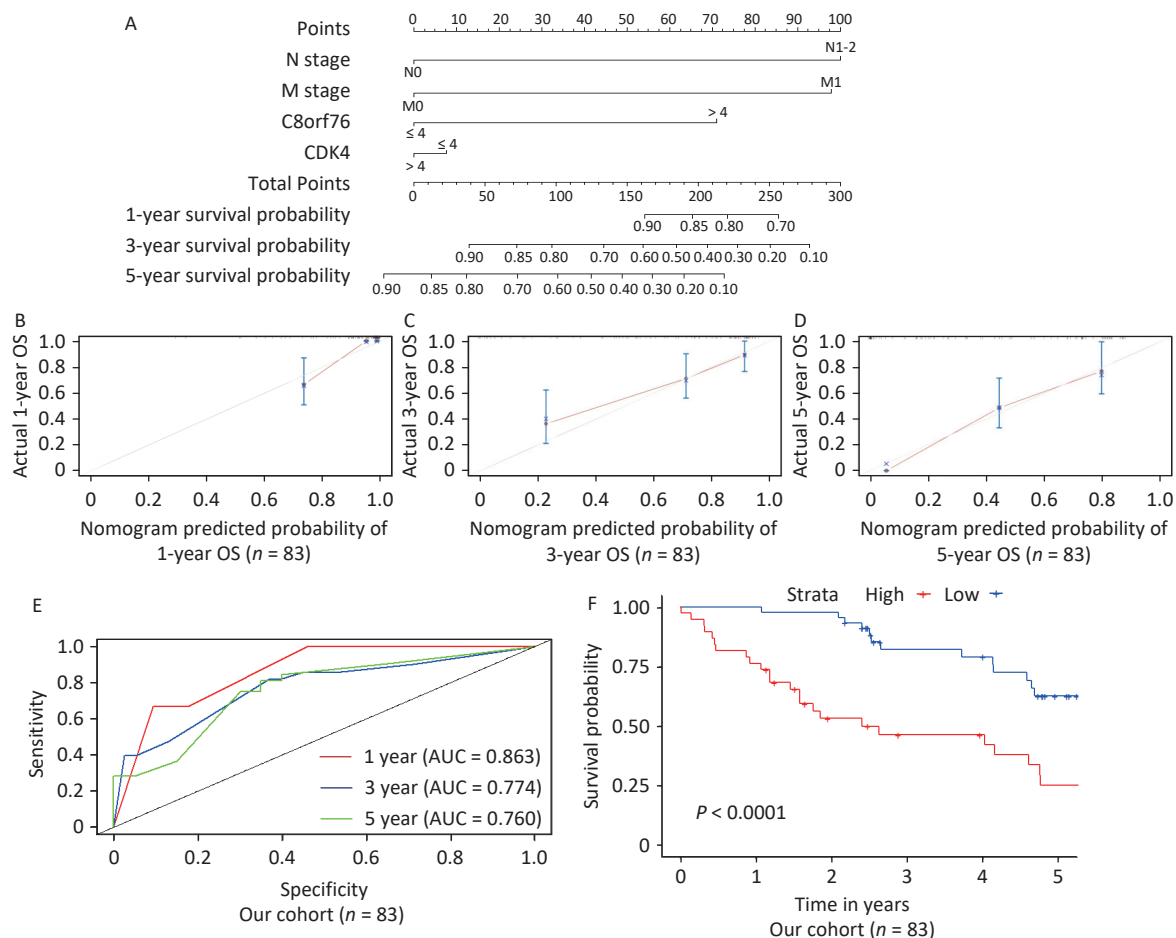 A
Points
0 10 20 30 40 50 60 70 80 90 100
N stage
N0 N1-2
M stage
M0 M1
C8orf76
≤ 4 > 4
CDK4
> 4 ≤ 4
Total Points
0 50 100 150 200 250 300
1-year survival probability
0.90 0.85 0.80 0.70
3-year survival probability
0.90 0.85 0.80 0.70 0.60 0.50 0.40 0.30 0.20 0.10
5-year survival probability
0.90 0.85 0.80 0.70 0.60 0.50 0.40 0.30 0.20 0.10
B
Actual 1-year OS
1.0
0.8
0.6
0.4
0.2
0
0 0.2 0.4 0.6 0.8 1.0
Nomogram predicted probability of
1-year OS (n = 83)
C
Actual 3-year OS
1.0
0.8
0.6
0.4
0.2
0
0 0.2 0.4 0.6 0.8 1.0
Nomogram predicted probability of
3-year OS (n = 83)
D
Actual 5-year OS
1.0
0.8
0.6
0.4
0.2
0
0 0.2 0.4 0.6 0.8 1.0
Nomogram predicted probability of
5-year OS (n = 83)
E
Sensitivity
1.0
0.8
0.6
0.4
0.2
0
1 year (AUC = 0.863)
3 year (AUC = 0.774)
5 year (AUC = 0.760)
0 0.2 0.4 0.6 0.8 1.0
Specificity
Our cohort (n = 83)
F
Strata High Low
Survival probability
1.00
0.75
0.50
0.25
0
P < 0.0001
0 1 2 3 4 5
Time in years
Our cohort (n = 83)